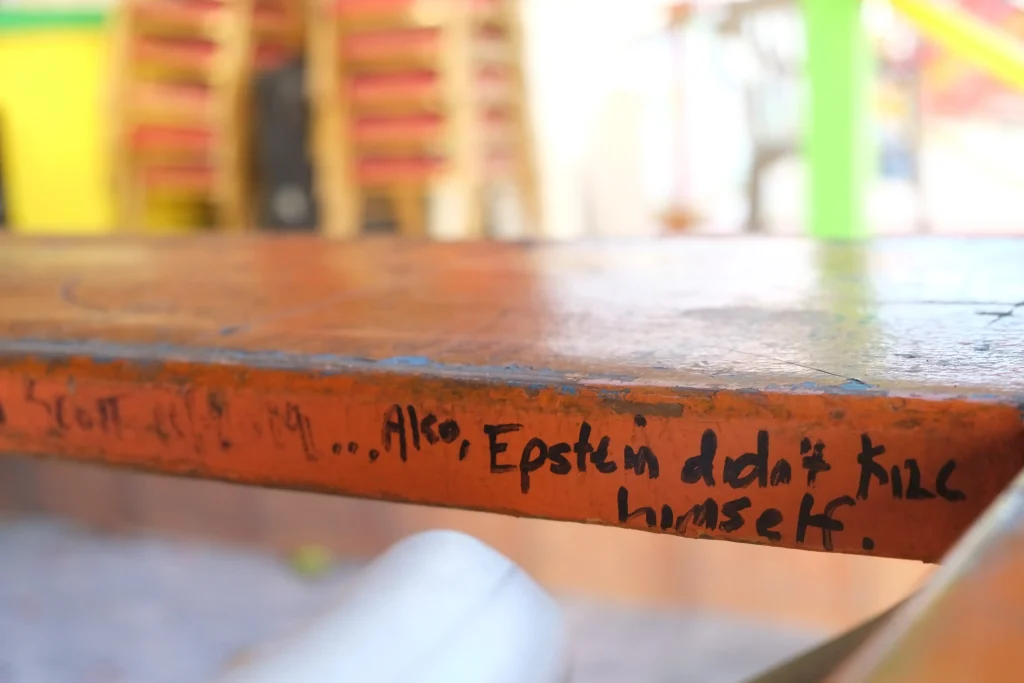 ... Also, Epstein didn't KILL
himself.